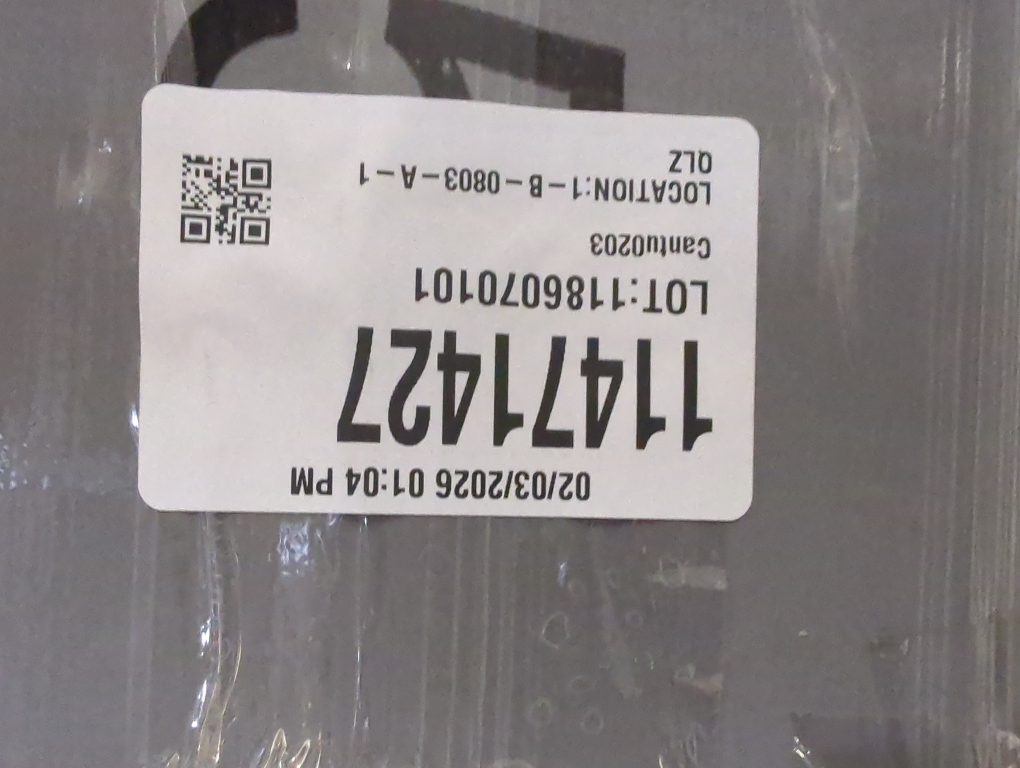 02/03/2026 01:04 PM
11471427
LOT:1186070101
Cantu0203
LOCATION:1-B-0803-A-1
QLZ